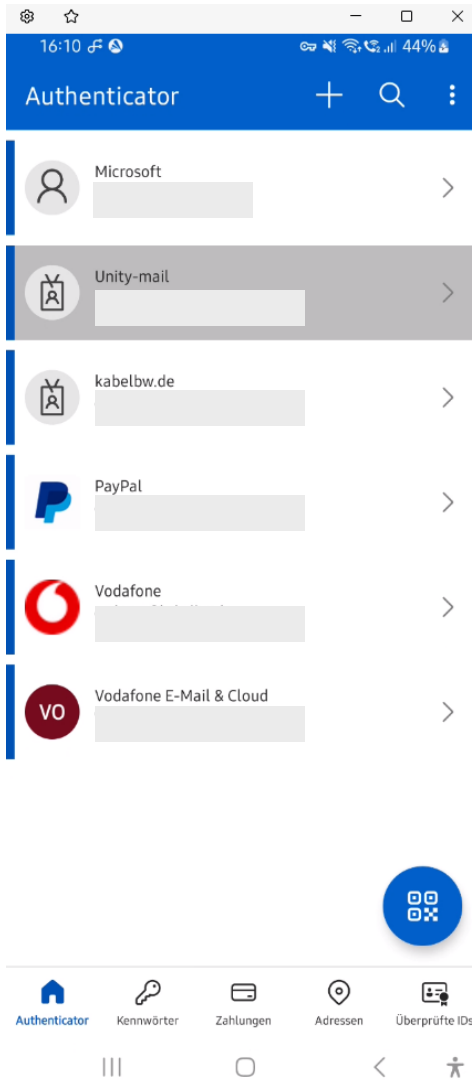 16:10
44%
Authenticator
Microsoft
Unity-mail
kabelbw.de
PayPal
Vodafone
VO
Vodafone E-Mail & Cloud
Authenticator Kennwörter Zahlungen Adressen Überprüfte IDs